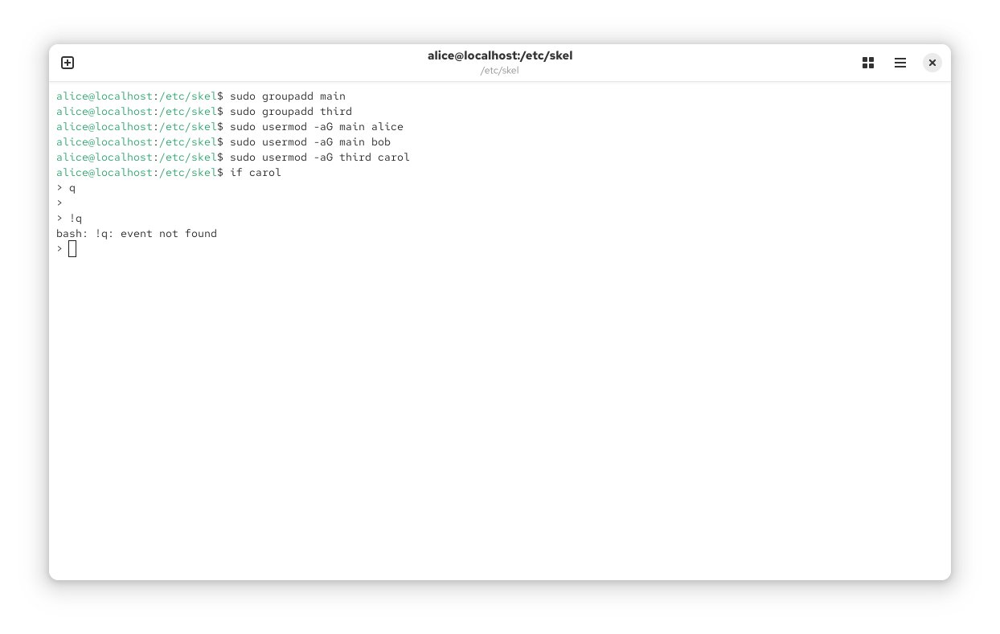 alice@localhost:/etc/skel
/etc/skel
alice@localhost:/etc/skel$ sudo groupadd main
alice@localhost:/etc/skel$ sudo groupadd third
alice@localhost:/etc/skel$ sudo usermod -aG main alice
alice@localhost:/etc/skel$ sudo usermod -aG main bob
alice@localhost:/etc/skel$ sudo usermod -aG third carol
alice@localhost:/etc/skel$ if carol
> q
>
> !q
bash: !q: event not found
>